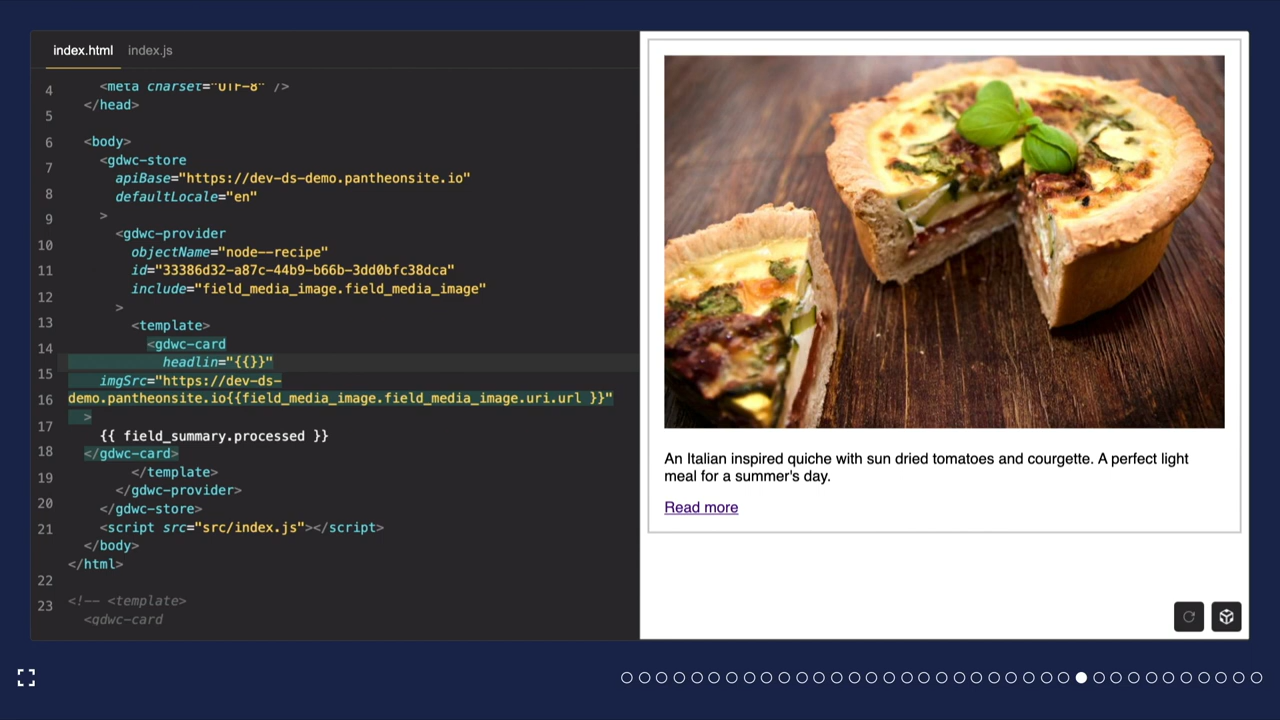 index.html index.js
4 <meta charset="UTF-8" />
5 </head>
6 <body>
7 <gdwc-store
8 apiBase="https://dev-ds-demo.pantheonsite.io"
defaultLocale="en"
9 >
10 <gdwc-provider
objectName="node--recipe"
11 id="33386d32-a87c-44b9-b66b-3dd0bfc38dca"
12 include="field_media_image.field_media_image"
>
13 <template>
14 <gdwc-card
headlin="{{}}"
15 imgSrc="https://dev-ds-
16 demo.pantheonsite.io{{field_media_image.field_media_image.uri.url }}"
17 >
{{ field_summary.processed }}
18 </gdwc-card>
19 </template>
</gdwc-provider>
20 </gdwc-store>
21 <script src="src/index.js"></script>
</body>
</html>
22
23 <!-- <template>
<gdwc-card
An Italian inspired quiche with sun dried tomatoes and courgette. A perfect light
meal for a summer's day.
Read more